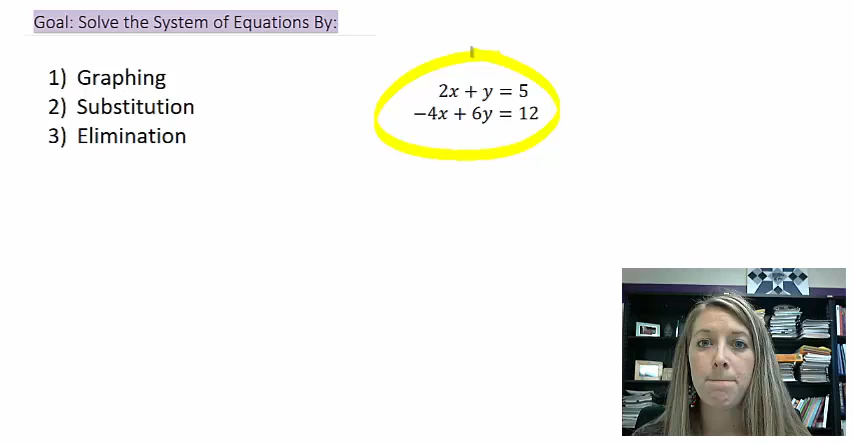 Goal: Solve the System of Equations By:
1) Graphing
2) Substitution
3) Elimination
2x + y = 5
−4x + 6y = 12